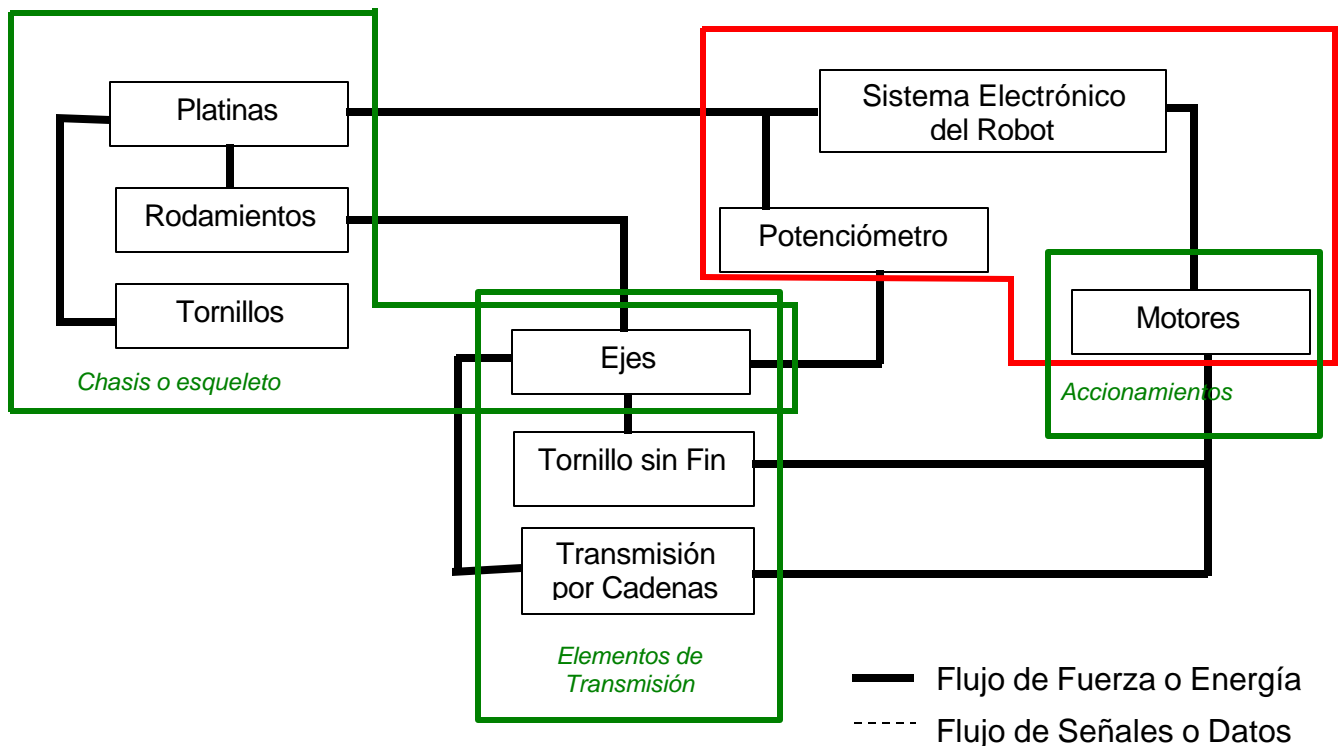 Platinas
Sistema Electrónico
del Robot
Rodamientos
Potenciómetro
Tornillos
Motores
Ejes
Chasis o esqueleto
Accionamientos
Tornillo sin Fin
Transmisión
por Cadenas
Elementos de
Transmisión
Flujo de Fuerza o Energía
Flujo de Señales o Datos